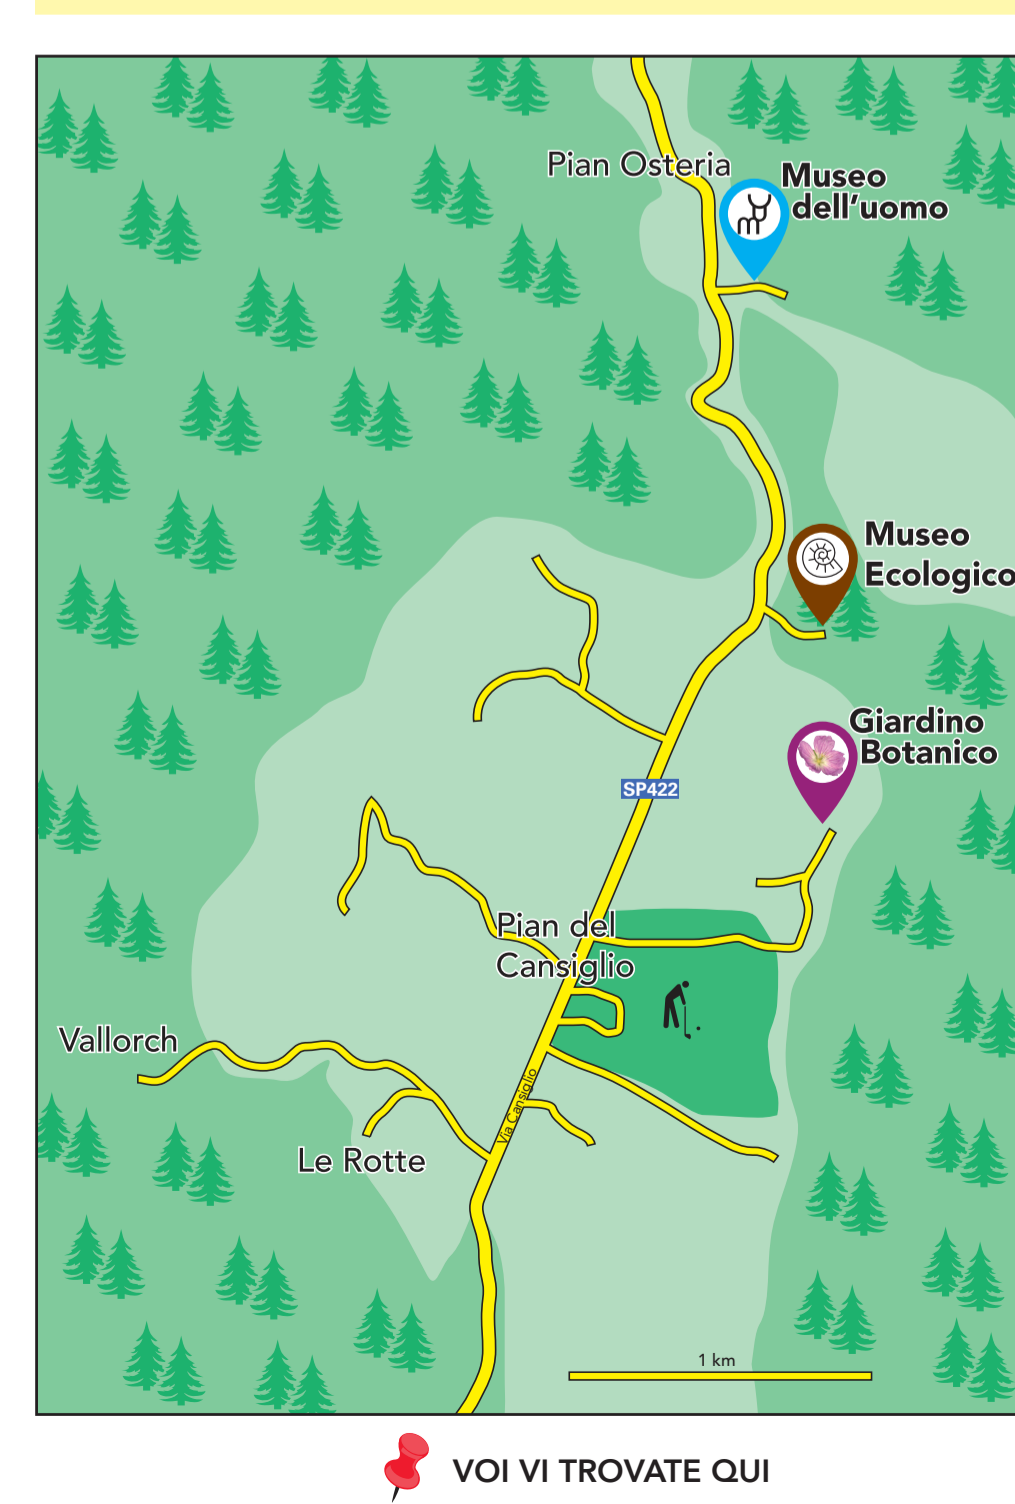 Pian Osteria
Museo
dell'uomo
Museo
Ecologico
Giardino
Botanico
SP422
Pian del
Cansiglio
Vallorch
Via Cansiglio
Le Rotte
1 km
VOI VI TROVATE QUI